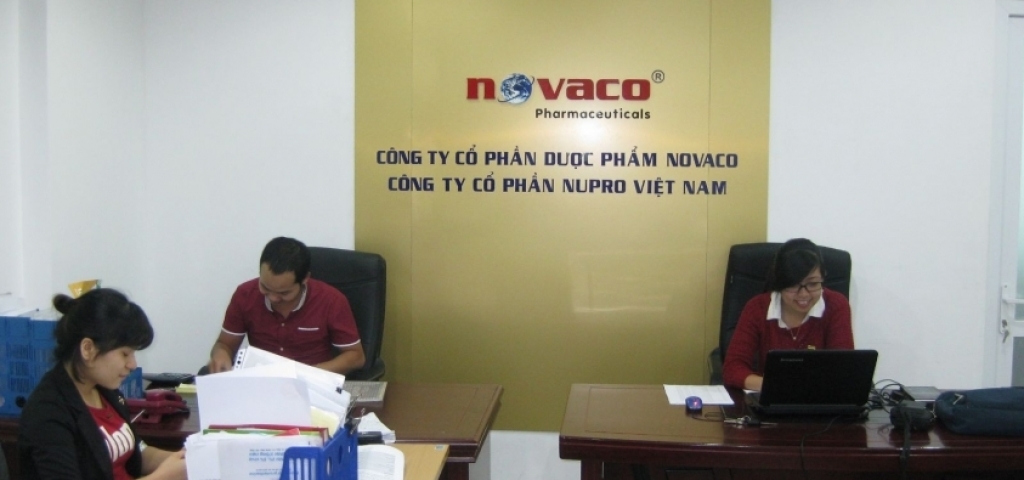 novaco®
Pharmaceuticals
CÔNG TY CỔ PHẦN DƯỢC PHẨM NOVACO
CÔNG TY CỔ PHẦN NUPRO VIỆT NAM